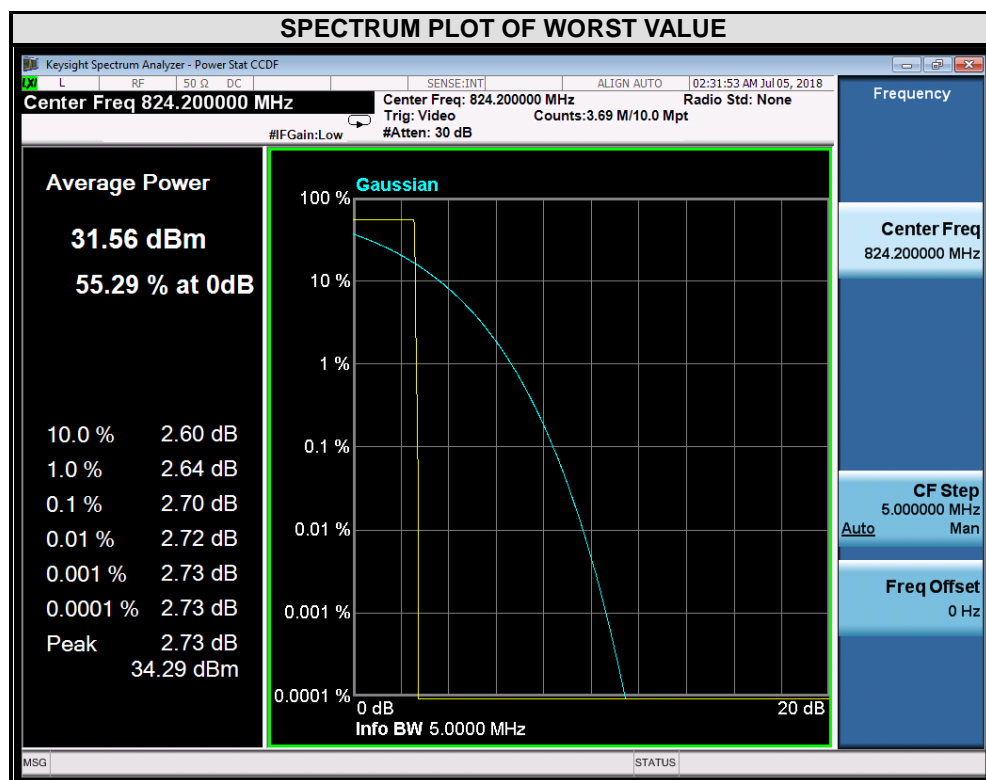 SPECTRUM PLOT OF WORST VALUE
Keysight Spectrum Analyzer - Power Stat CCDF
LXI L RF 50 Ω DC SENSE:INT ALIGN AUTO 02:31:53 AM Jul 05, 2018
Center Freq 824.200000 MHz
#IFGain:Low
Center Freq: 824.200000 MHz Radio Std: None
Trig: Video Counts:3.69 M/10.0 Mpt
#Atten: 30 dB
Average Power
31.56 dBm
55.29 % at 0dB
10.0 % 2.60 dB
1.0 % 2.64 dB
0.1 % 2.70 dB
0.01 % 2.72 dB
0.001 % 2.73 dB
0.0001 % 2.73 dB
Peak 2.73 dB
34.29 dBm
Gaussian
100 %
10 %
1 %
0.1 %
0.01 %
0.001 %
0.0001 %
0 dB 20 dB
Info BW 5.0000 MHz
Frequency
Center Freq
824.200000 MHz
CF Step
5.000000 MHz
Auto Man
Freq Offset
0 Hz
MSG STATUS